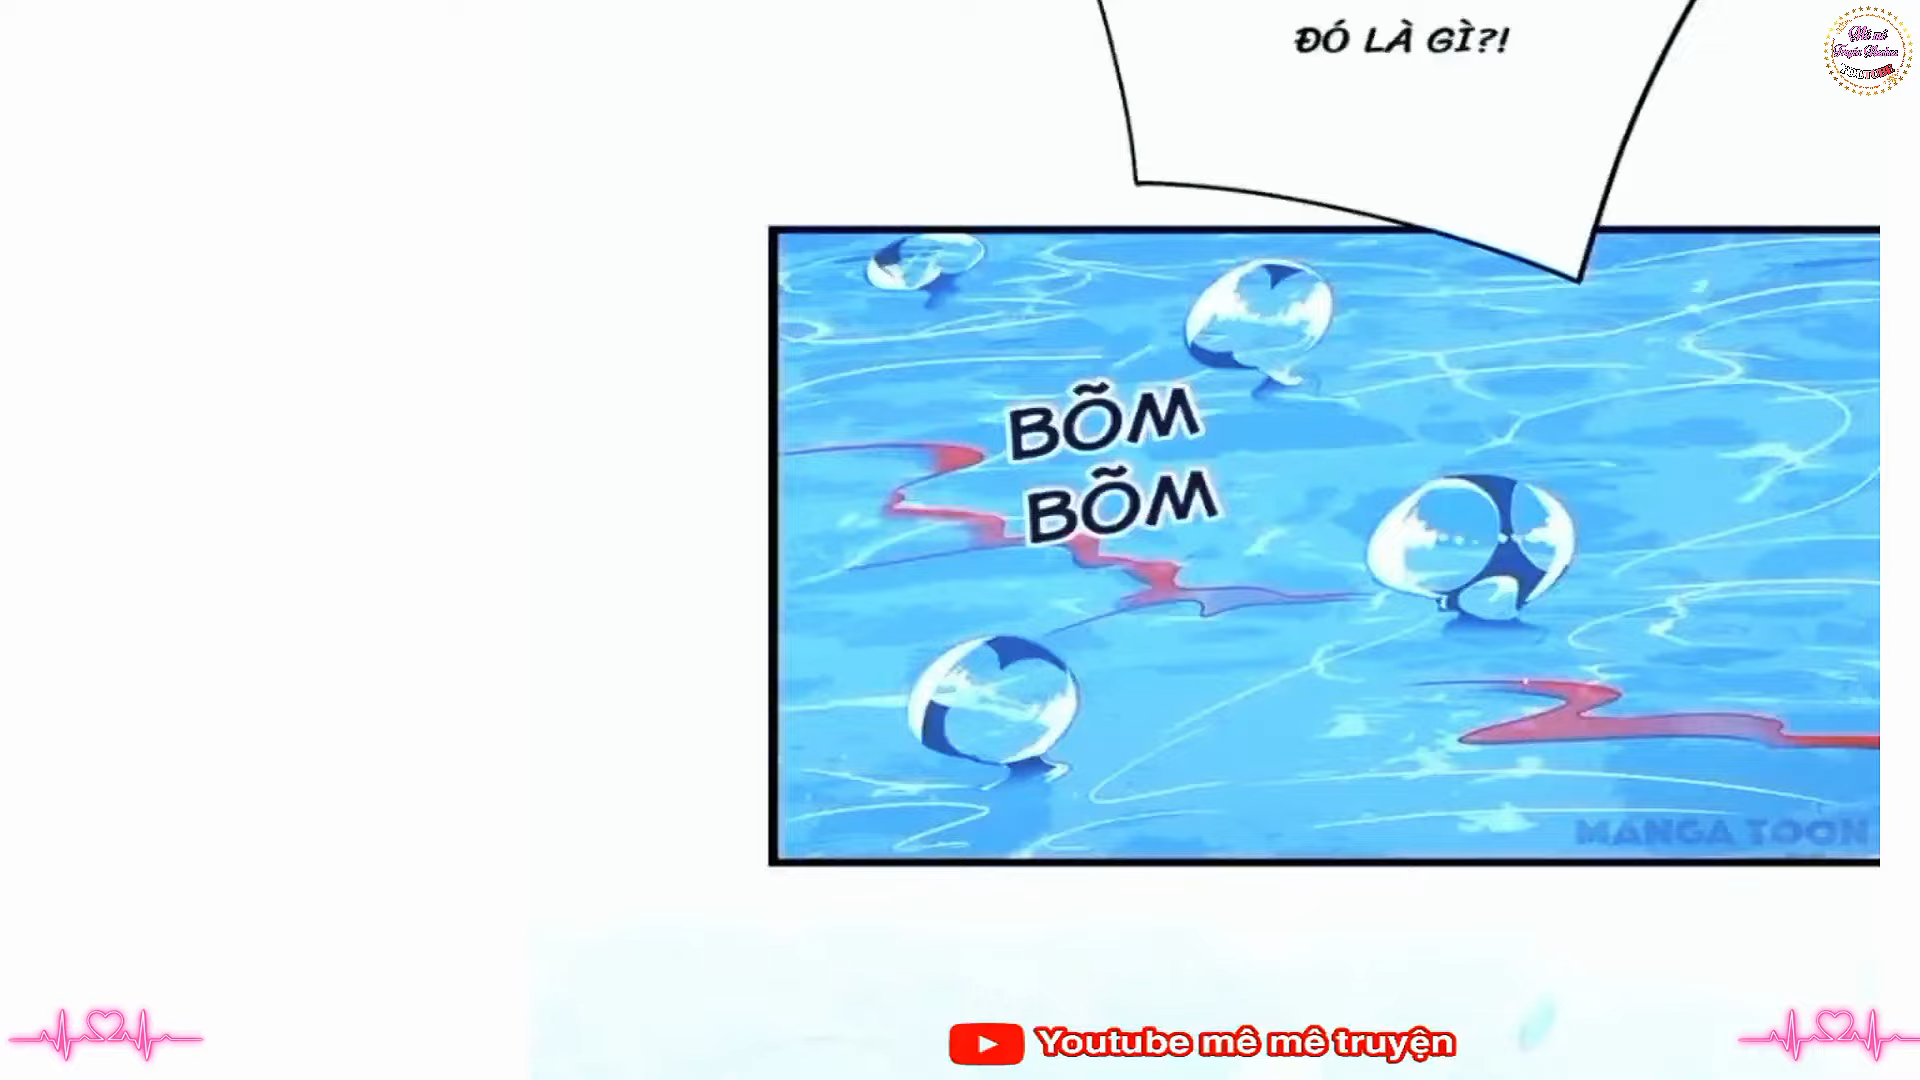 ĐÓ LÀ GÌ?!
BÕM
BÕM
MANGA TOON
Youtube mê mê truyện